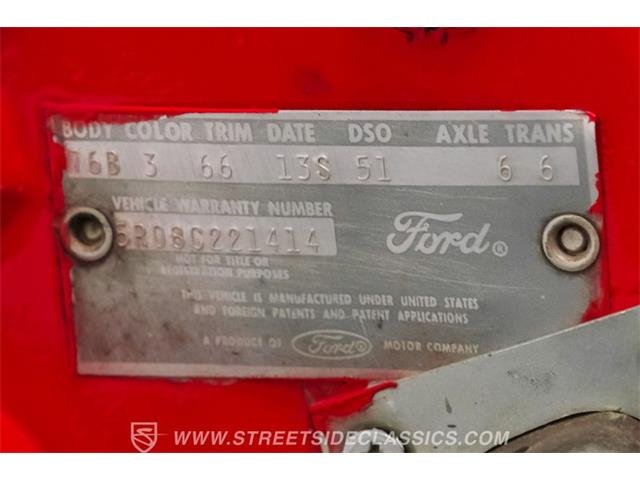 BODY COLOR TRIM DATE DSO AXLE TRANS
76B 3 66 13S 51 6 6
VEHICLE WARRANTY NUMBER
5R08C221414
NOT FOR TITLE OR
REGISTRATION PURPOSES
Ford®
THIS VEHICLE IS MANUFACTURED UNDER UNITED STATES
AND FOREIGN PATENTS AND PATENT APPLICATIONS
A PRODUCT OF Ford® MOTOR COMPANY
WWW.STREETSIDECLASSICS.COM